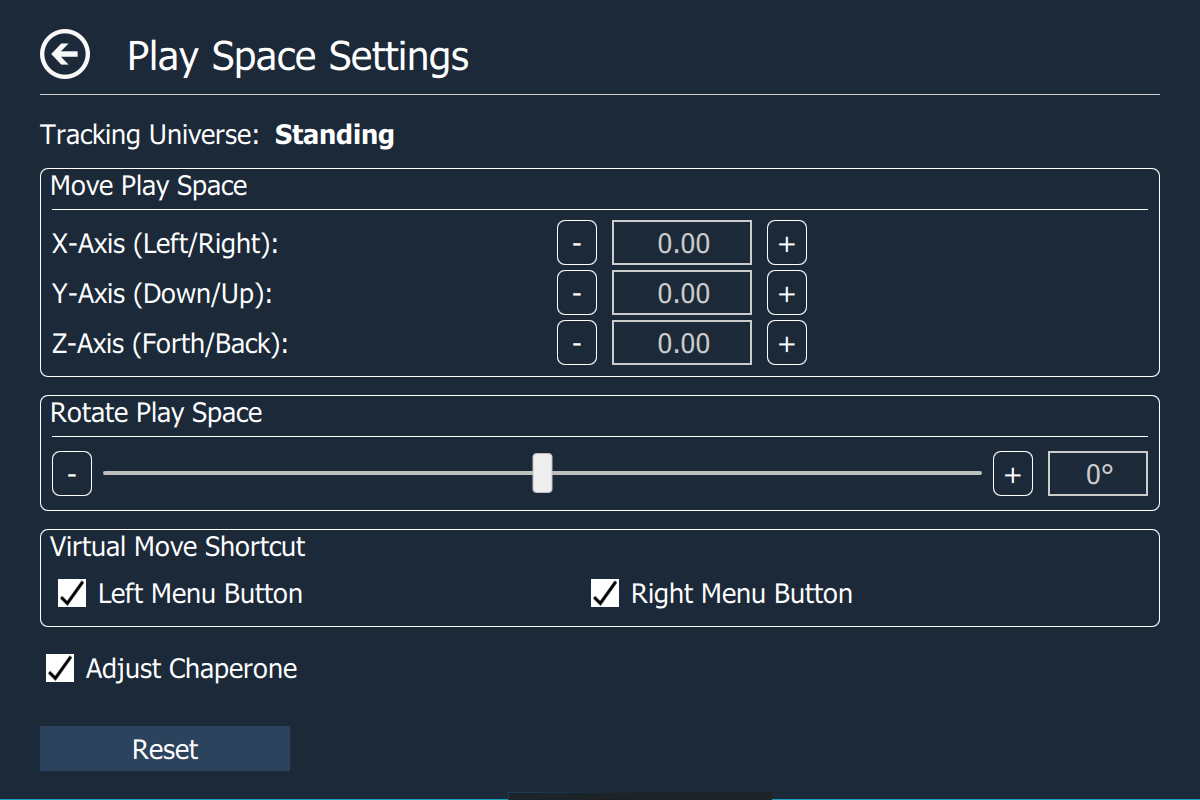 Play Space Settings
Tracking Universe: Standing
Move Play Space
X-Axis (Left/Right): - 0.00 +
Y-Axis (Down/Up): - 0.00 +
Z-Axis (Forth/Back): - 0.00 +
Rotate Play Space
- + 0°
Virtual Move Shortcut
Left Menu Button Right Menu Button
Adjust Chaperone
Reset